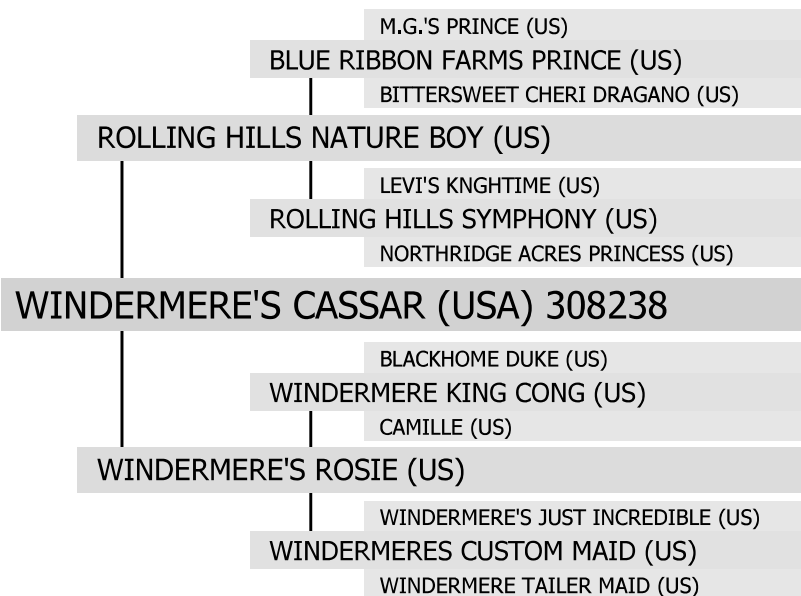 M.G.'S PRINCE (US)
BLUE RIBBON FARMS PRINCE (US)
BITTERSWEET CHERI DRAGANO (US)
ROLLING HILLS NATURE BOY (US)
LEVI'S KNGHTIME (US)
ROLLING HILLS SYMPHONY (US)
NORTHRIDGE ACRES PRINCESS (US)
WINDERMERE'S CASSAR (USA) 308238
BLACKHOME DUKE (US)
WINDERMERE KING CONG (US)
CAMILLE (US)
WINDERMERE'S ROSIE (US)
WINDERMERE'S JUST INCREDIBLE (US)
WINDERMERES CUSTOM MAID (US)
WINDERMERE TAILER MAID (US)